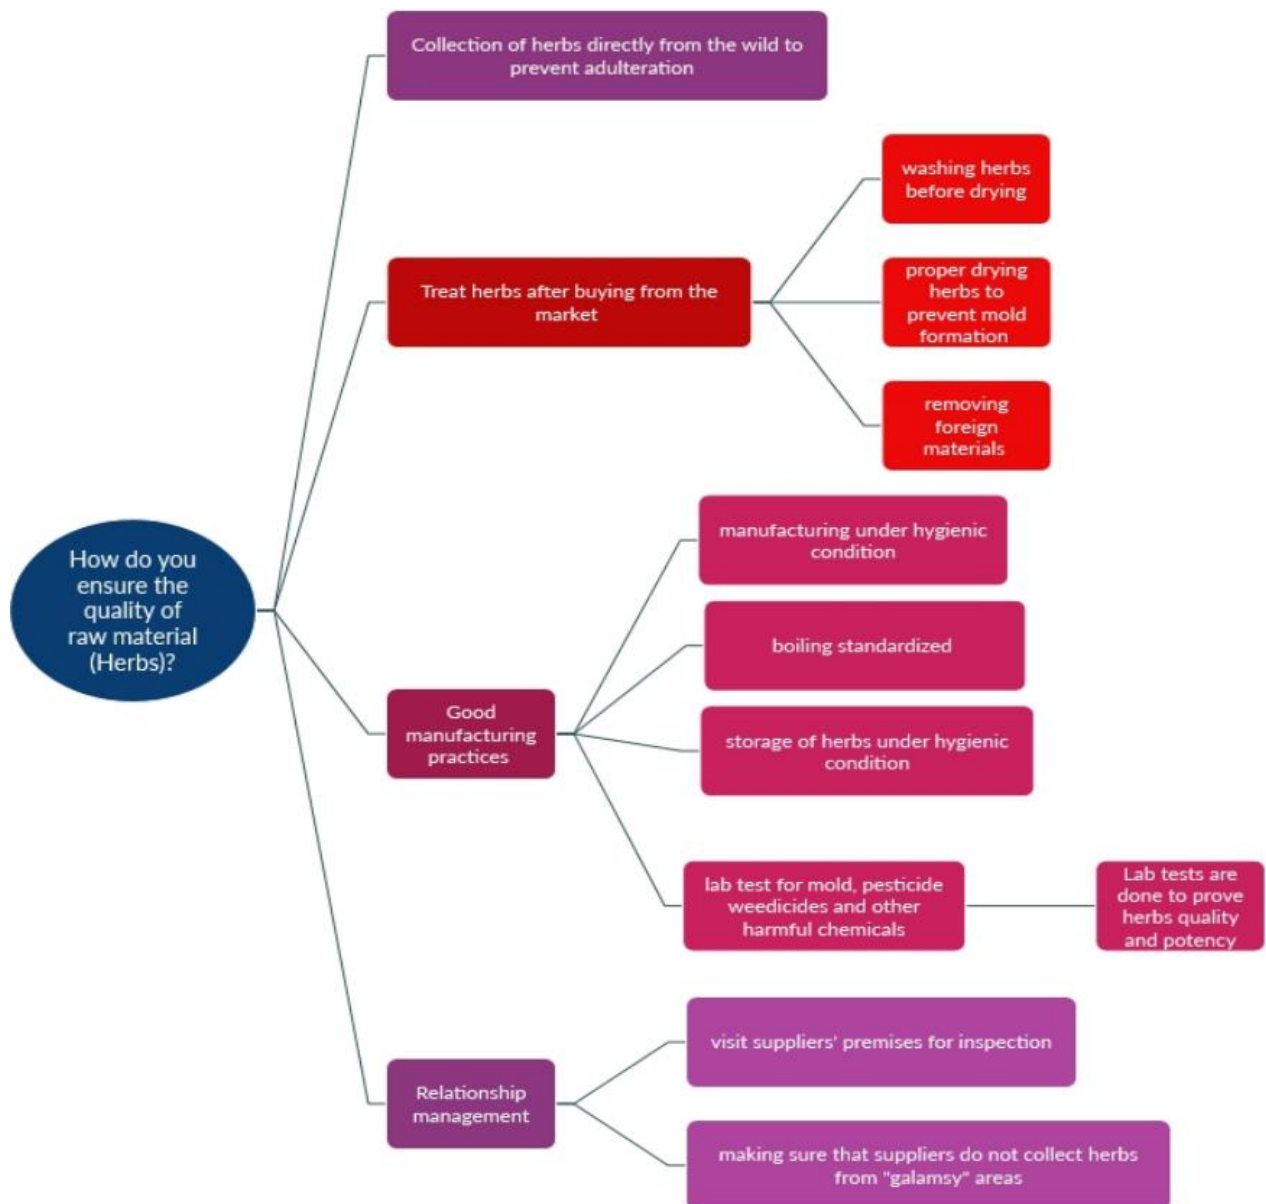 Collection of herbs directly from the wild to
prevent adulteration
washing herbs
before drying
Treat herbs after buying from the
market
proper drying
herbs to
prevent mold
formation
removing
foreign
materials
How do you
ensure the
quality of
raw material
(Herbs)?
manufacturing under hygienic
condition
boiling standardized
Good
manufacturing
practices
storage of herbs under hygienic
condition
lab test for mold, pesticide
weedicides and other
harmful chemicals
Lab tests are
done to prove
herbs quality
and potency
visit suppliers' premises for inspection
Relationship
management
making sure that suppliers do not collect herbs
from "galamsy" areas